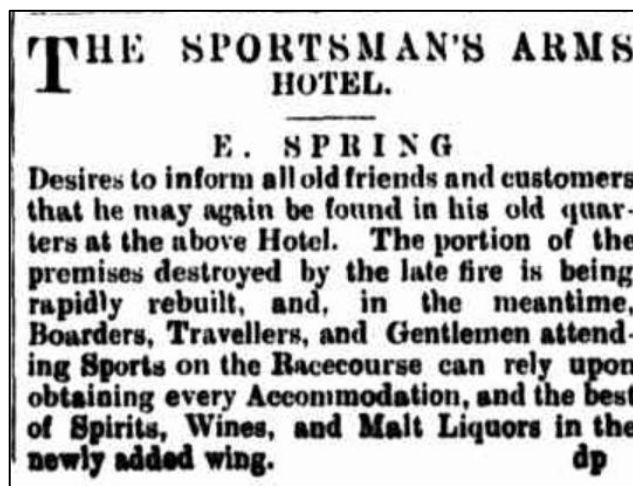 THE SPORTSMAN'S ARMS
HOTEL.
E. SPRING
Desires to inform all old friends and customers
that he may again be found in his old quar-
ters at the above Hotel. The portion of the
premises destroyed by the late fire is being
rapidly rebuilt, and, in the meantime,
Boarders, Travellers, and Gentlemen attend-
ing Sports on the Racecourse can rely upon
obtaining every Accommodation, and the best
of Spirits, Wines, and Malt Liquors in the
newly added wing. dp